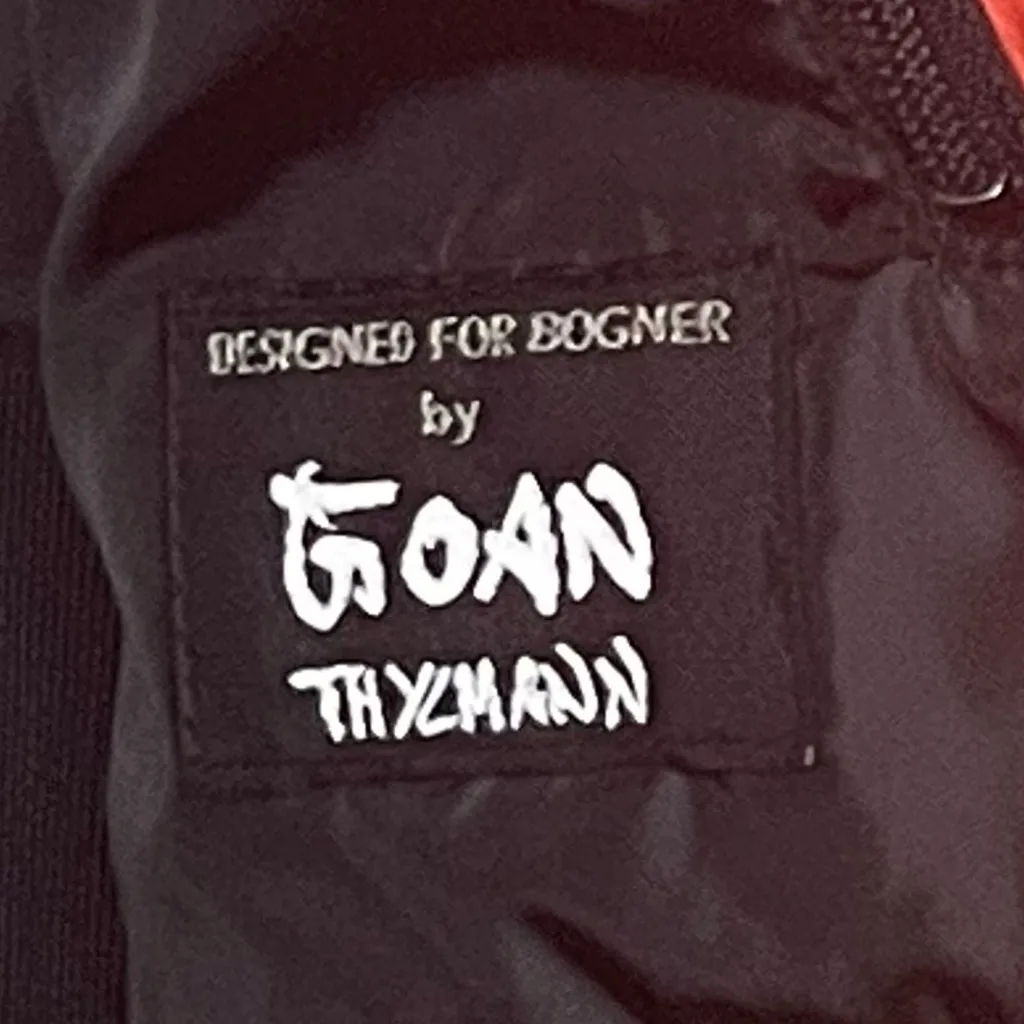 DESIGNED FOR BOGNER
by
GOAN
THYLMANN